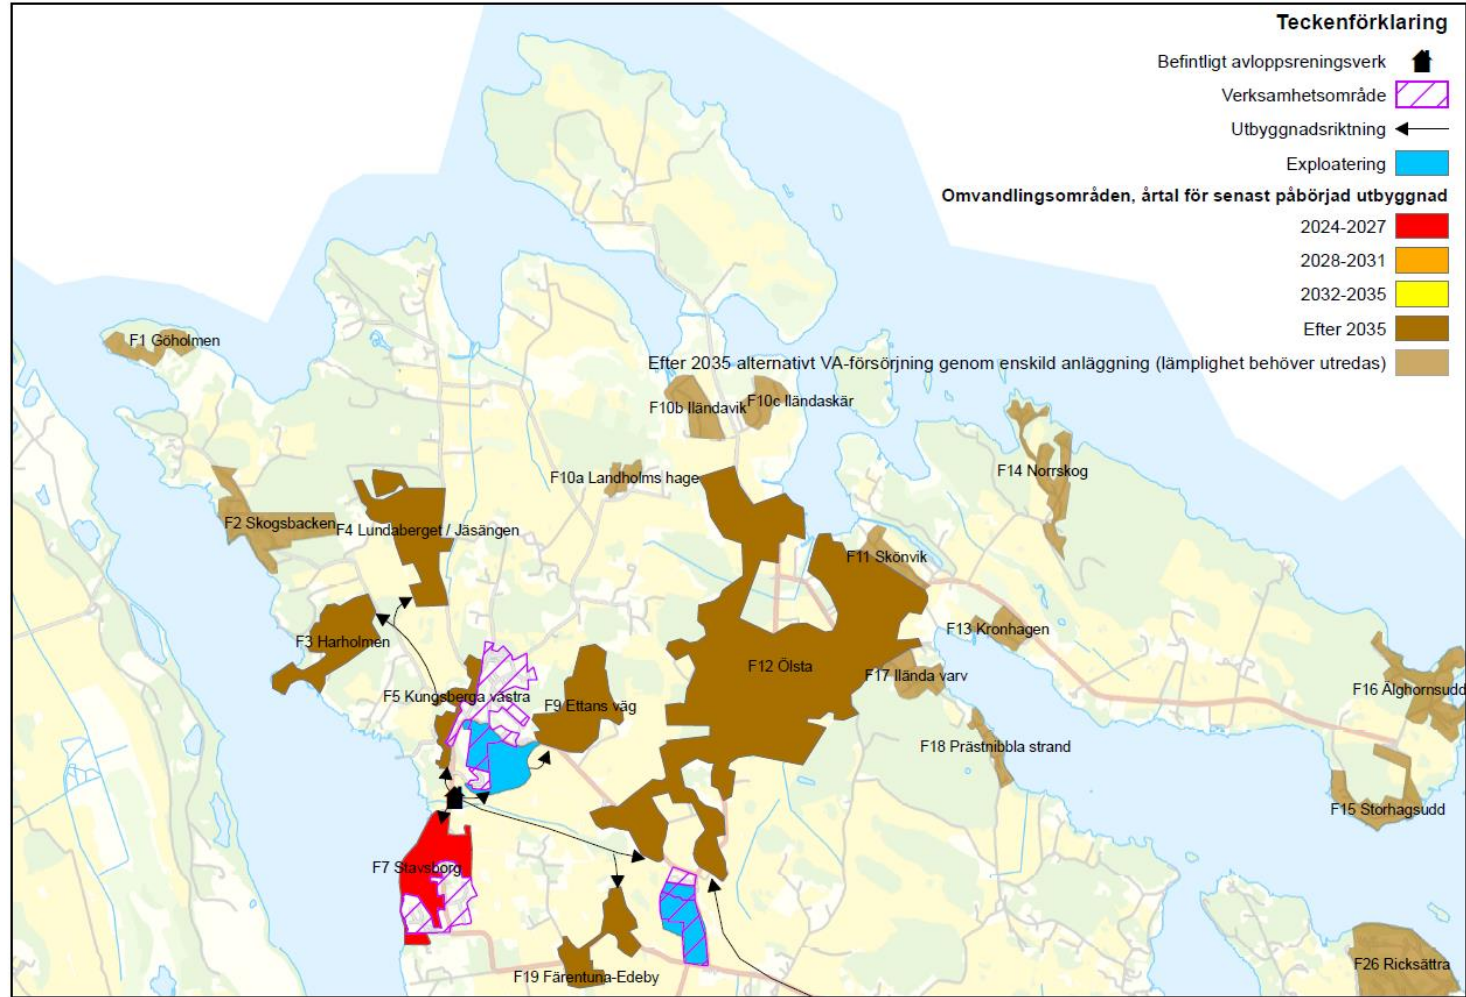 Teckenförklaring
Befintligt avloppsreningsverk
Verksamhetsområde
Utbyggnadsriktning
Exploatering
Omvandlingsområden, årtal för senast påbörjad utbyggnad
2024-2027
2028-2031
2032-2035
Efter 2035
Efter 2035 alternativt VA-försörjning genom enskild anläggning (lämplighet behöver utredas)
F1 Göholmen
F10b Iländavik
F10c Iländaskär
F10a Landholms hage
F14 Norrskog
F2 Skogsbacken
F4 Lundaberget / Jäsängen
F11 Skönvik
F3 Harholmen
F13 Kronhagen
F12 Ölsta
F17 Ilända varv
F5 Kungsberga västra
F9 Ettans väg
F16 Älghornsudd
F18 Prästnibbla strand
F15 Storhagsudd
F7 Stavsborg
F19 Färentuna-Edeby
F26 Ricksättra